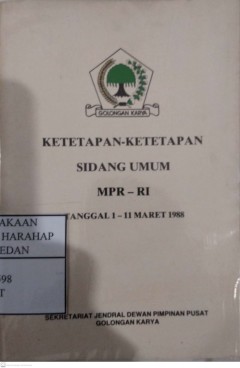 GOLONGAN KARYA
KETETAPAN-KETETAPAN
SIDANG UMUM
MPR – RI
TANGGAL 1 – 11 MARET 1988
AKAAN
HARAHAP
EDAN
98
T
SEKRETARIAT JENDRAL DEWAN PIMPINAN PUSAT
GOLONGAN KARYA